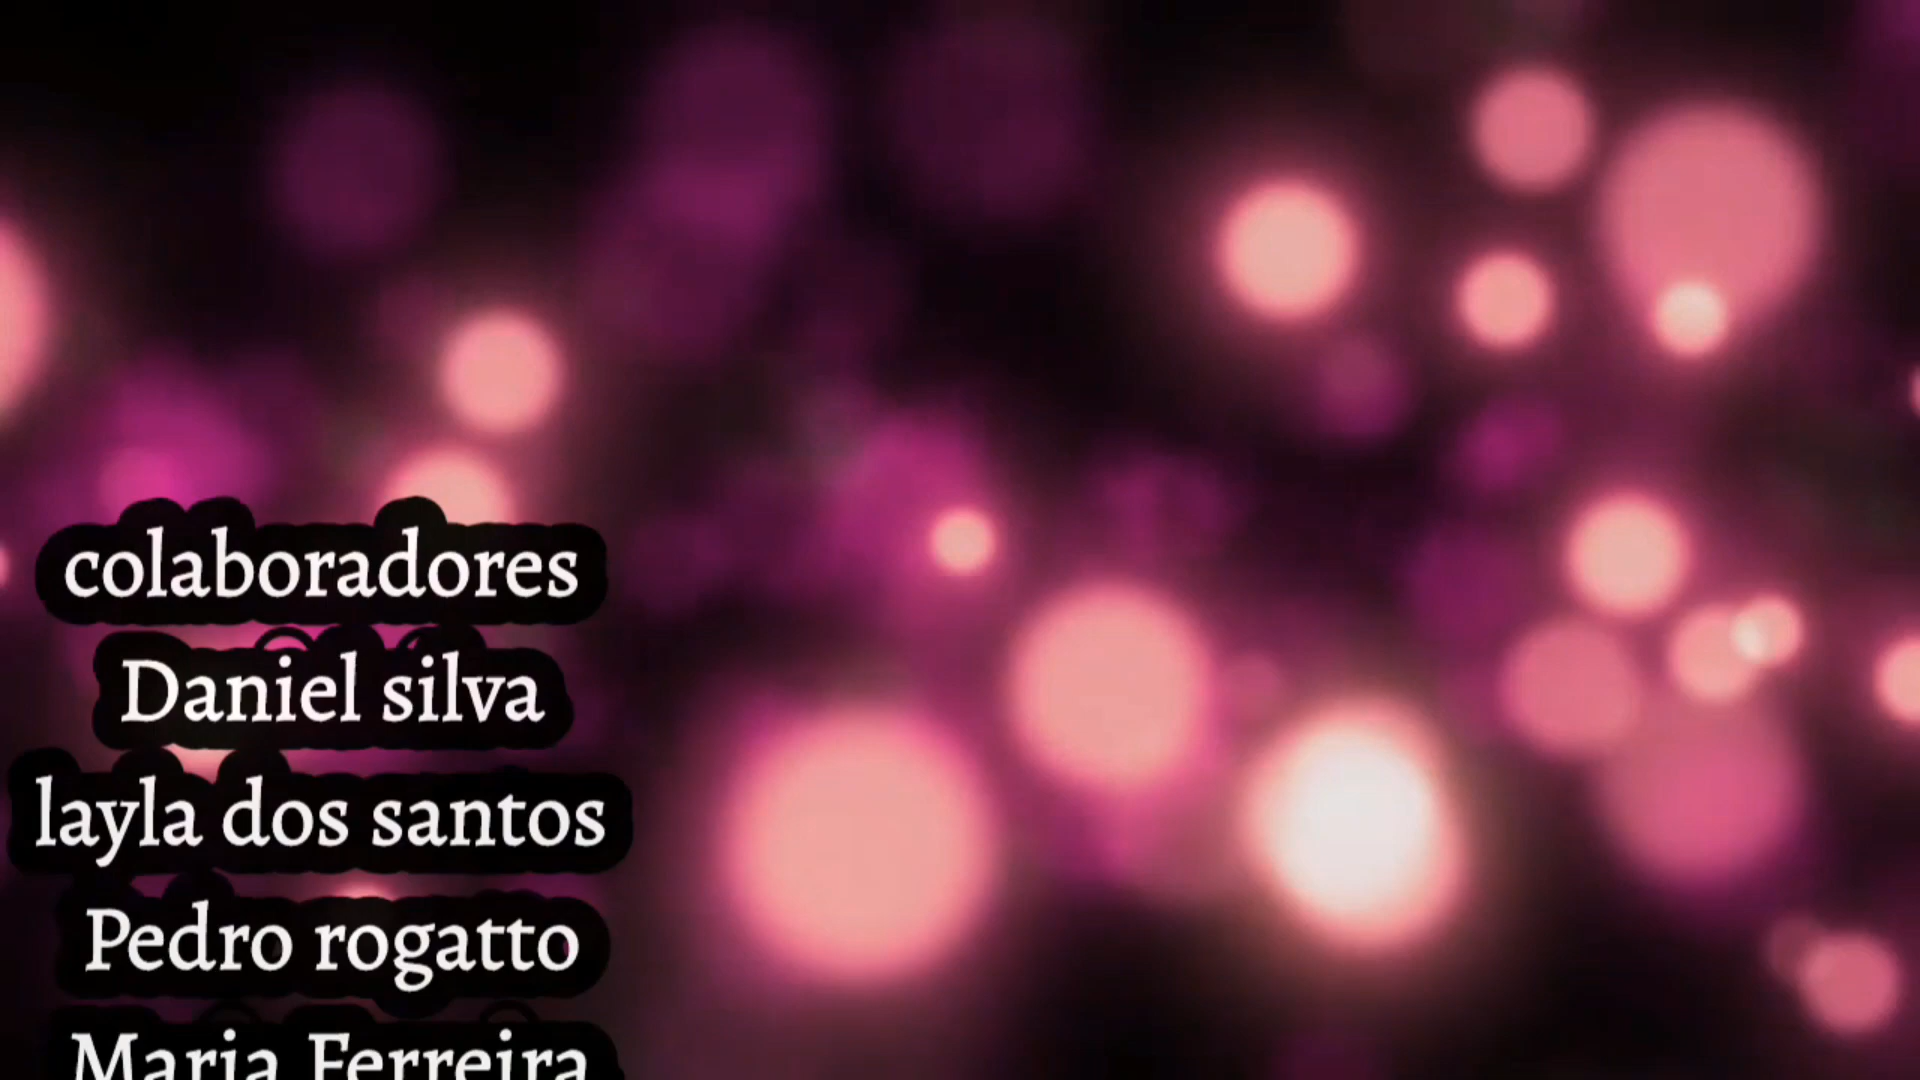 colaboradores
Daniel silva
layla dos santos
Pedro rogatto
Maria Ferreira